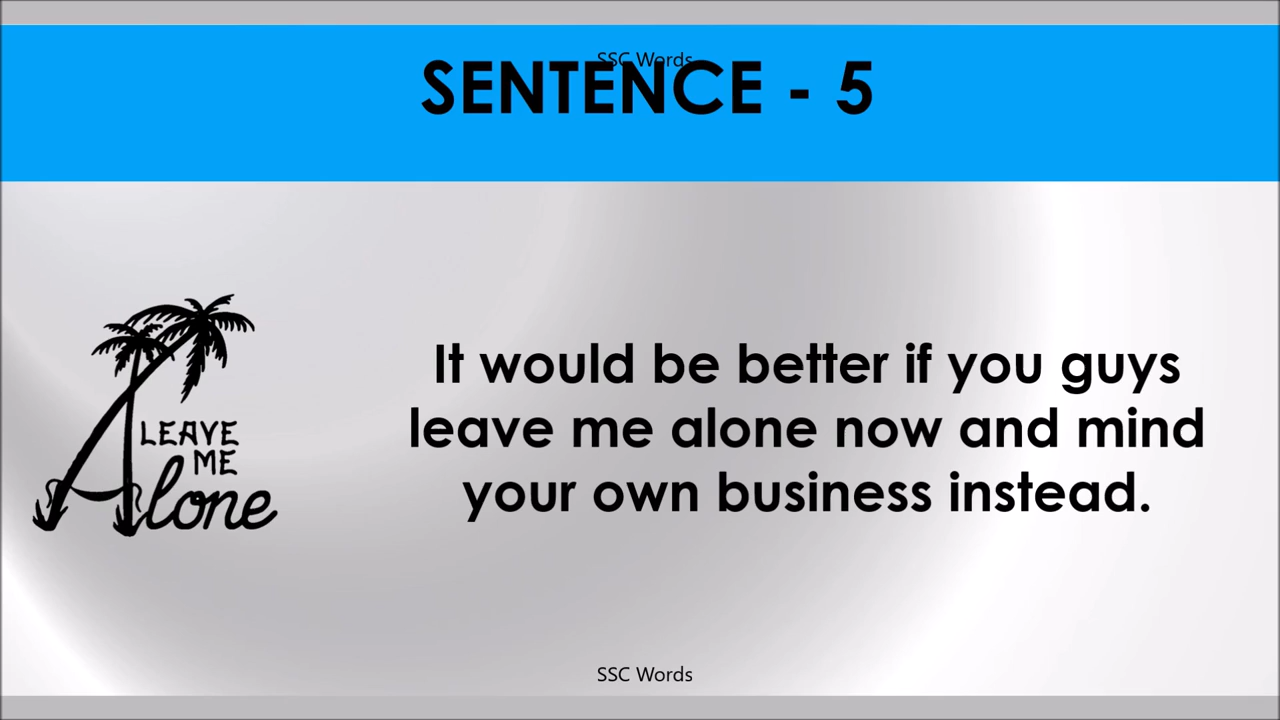 SSC Words
SENTENCE - 5
LEAVE
ME
Alone
It would be better if you guys
leave me alone now and mind
your own business instead.
SSC Words